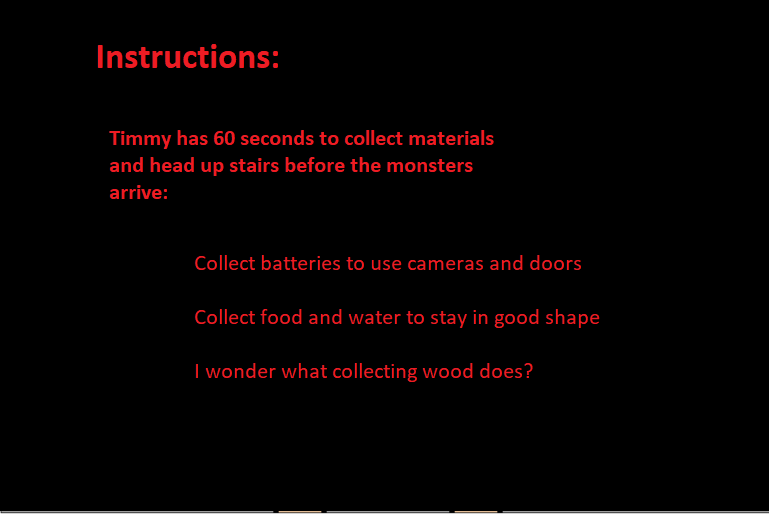 Instructions:
Timmy has 60 seconds to collect materials
and head up stairs before the monsters
arrive:
Collect batteries to use cameras and doors
Collect food and water to stay in good shape
I wonder what collecting wood does?